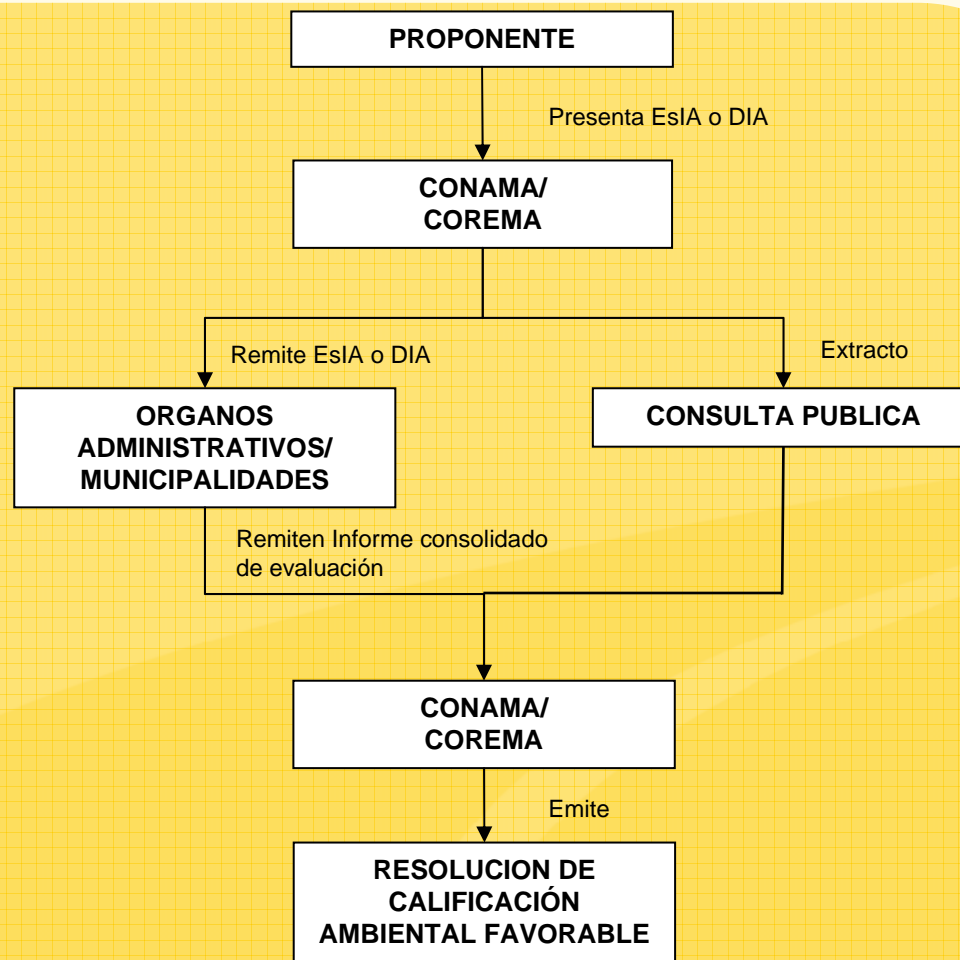 PROPONENTE
Presenta EsIA o DIA
CONAMA/
COREMA
Remite EsIA o DIA
Extracto
ORGANOS
ADMINISTRATIVOS/
MUNICIPALIDADES
CONSULTA PUBLICA
Remiten Informe consolidado
de evaluación
CONAMA/
COREMA
Emite
RESOLUCION DE
CALIFICACIÓN
AMBIENTAL FAVORABLE